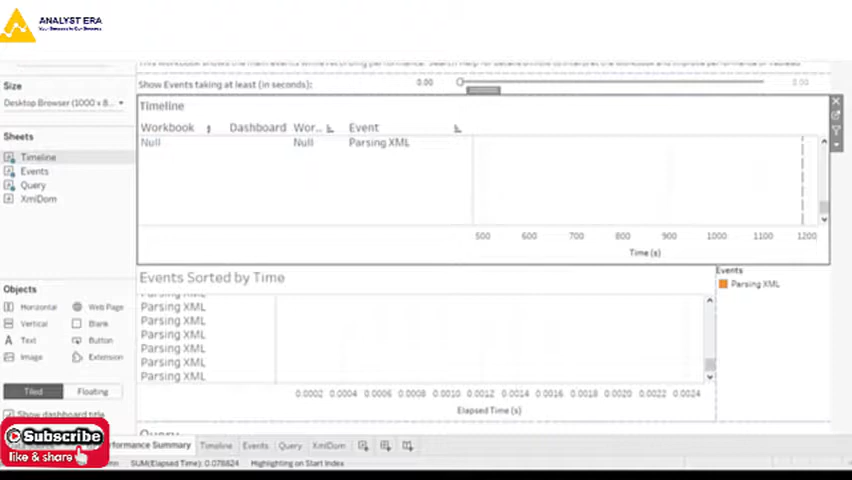 ANALYST ERA
Show Events taking at least (in seconds):
0.00
0.00
Size
Desktop Browser (1000 x 8...
Sheets
Timeline
Events
Query
XmlDom
Timeline
Workbook
Dashboard
Wor...
Event
Null
Null
Parsing XML
500 600 700 800 900 1000 1100 1200
Time (s)
Events Sorted by Time
Parsing XML
Parsing XML
Parsing XML
Parsing XML
Parsing XML
Parsing XML
Parsing XML
0.0002 0.0004 0.0006 0.0008 0.0010 0.0012 0.0014 0.0016 0.0018 0.0020 0.0022 0.0024
Elapsed Time (s)
Events
Parsing XML
Objects
Horizontal
Web Page
Vertical
Blank
Text
Button
Image
Extension
Tiled
Floating
Show dashboard title
Query
Subscribe
like & share
Performance Summary
Timeline
Events
Query
XmlDom
SUM(Elapsed Time): 0.078824
Highlighting on Start Index